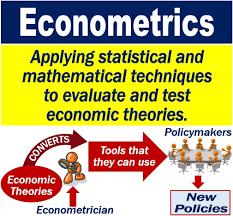 Econometrics
Applying statistical and
mathematical techniques
to evaluate and test
economic theories.
Policymakers
CONVERTS
Tools that
they can use
Economic
Theories
Econometrician
New
Policies